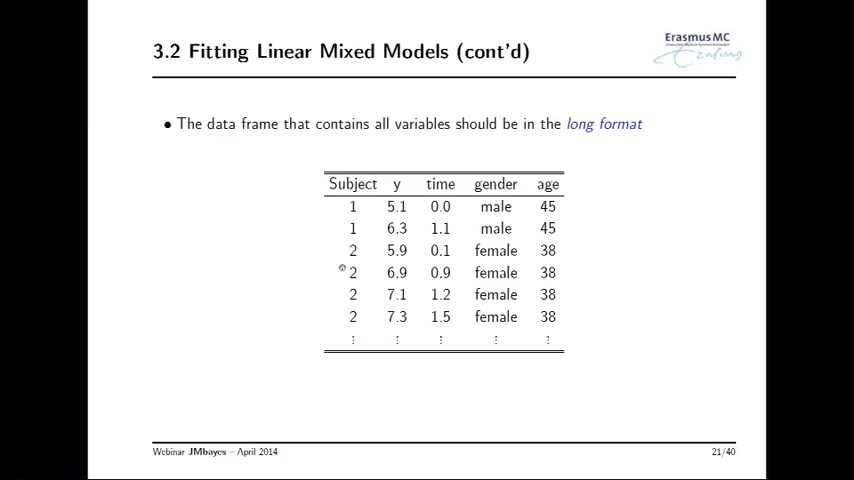 3.2 Fitting Linear Mixed Models (cont'd)
Erasmus MC
• The data frame that contains all variables should be in the long format
Subject y time gender age
1 5.1 0.0 male 45
1 6.3 1.1 male 45
2 5.9 0.1 female 38
2 6.9 0.9 female 38
2 7.1 1.2 female 38
2 7.3 1.5 female 38
⋮ ⋮ ⋮ ⋮ ⋮
Webinar JMbayes – April 2014 21/40